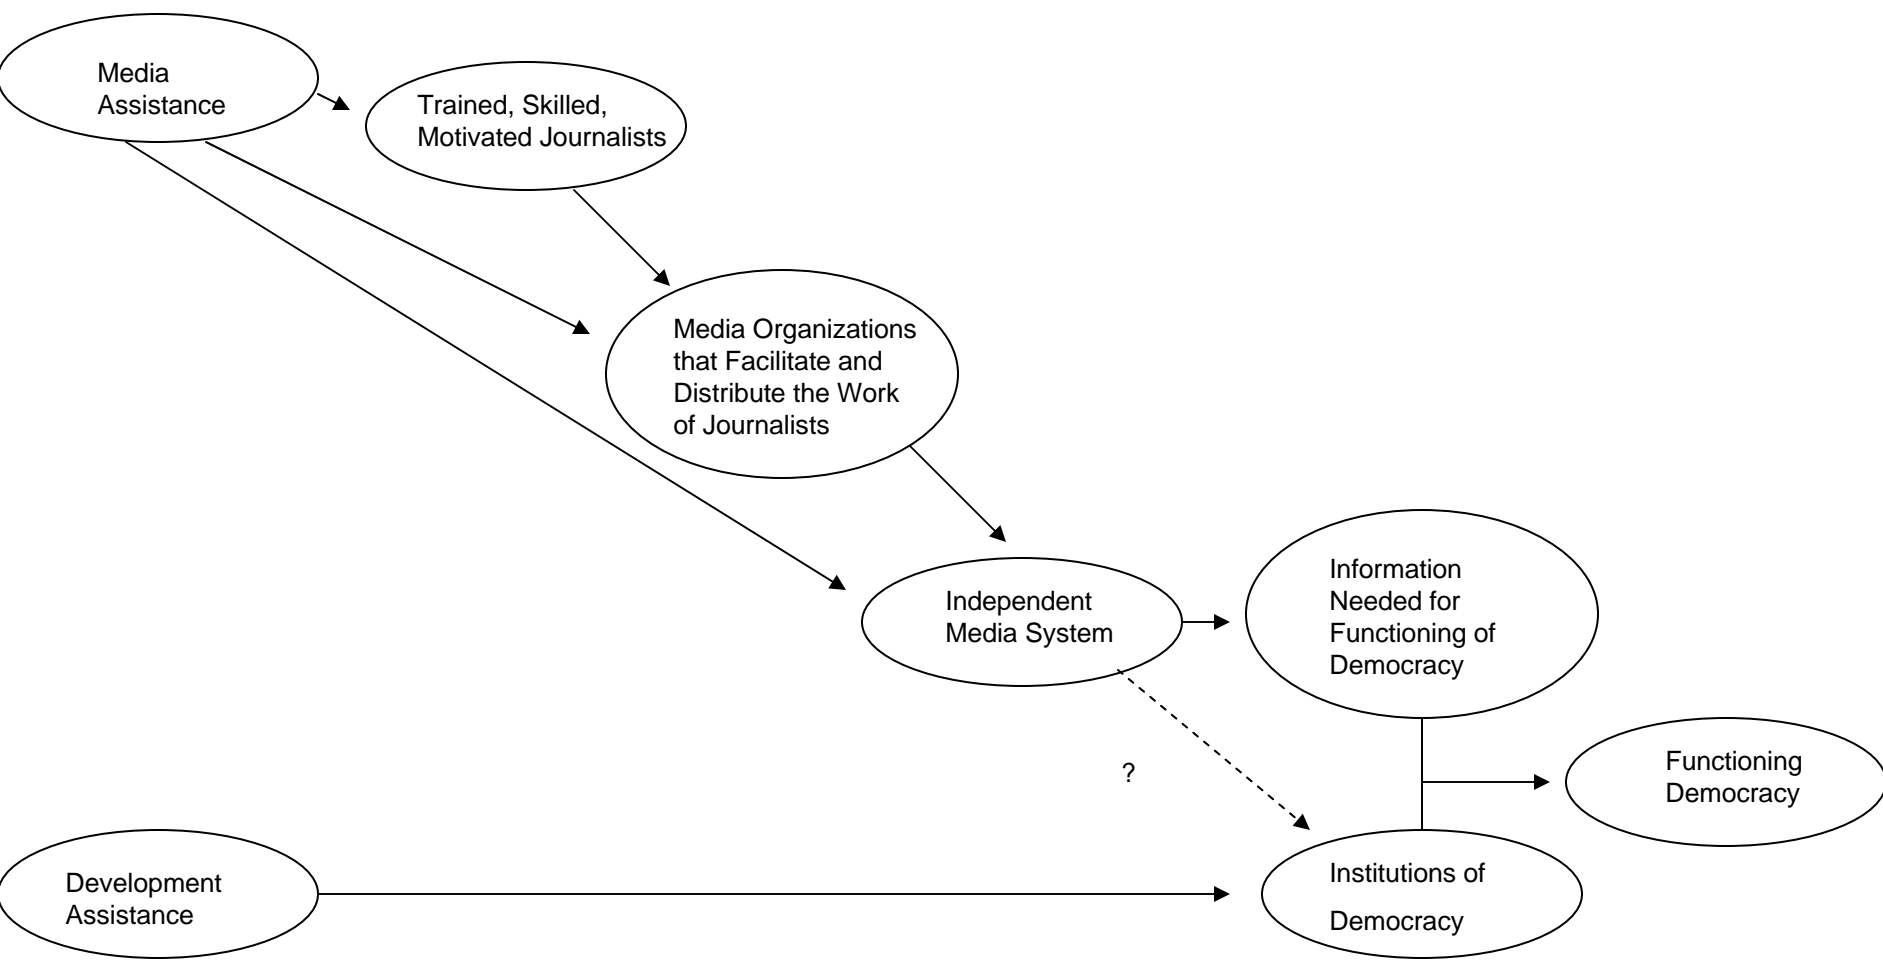 Media
Assistance
Trained, Skilled,
Motivated Journalists
Media Organizations
that Facilitate and
Distribute the Work
of Journalists
Independent
Media System
Information
Needed for
Functioning of
Democracy
?
Functioning
Democracy
Development
Assistance
Institutions of
Democracy